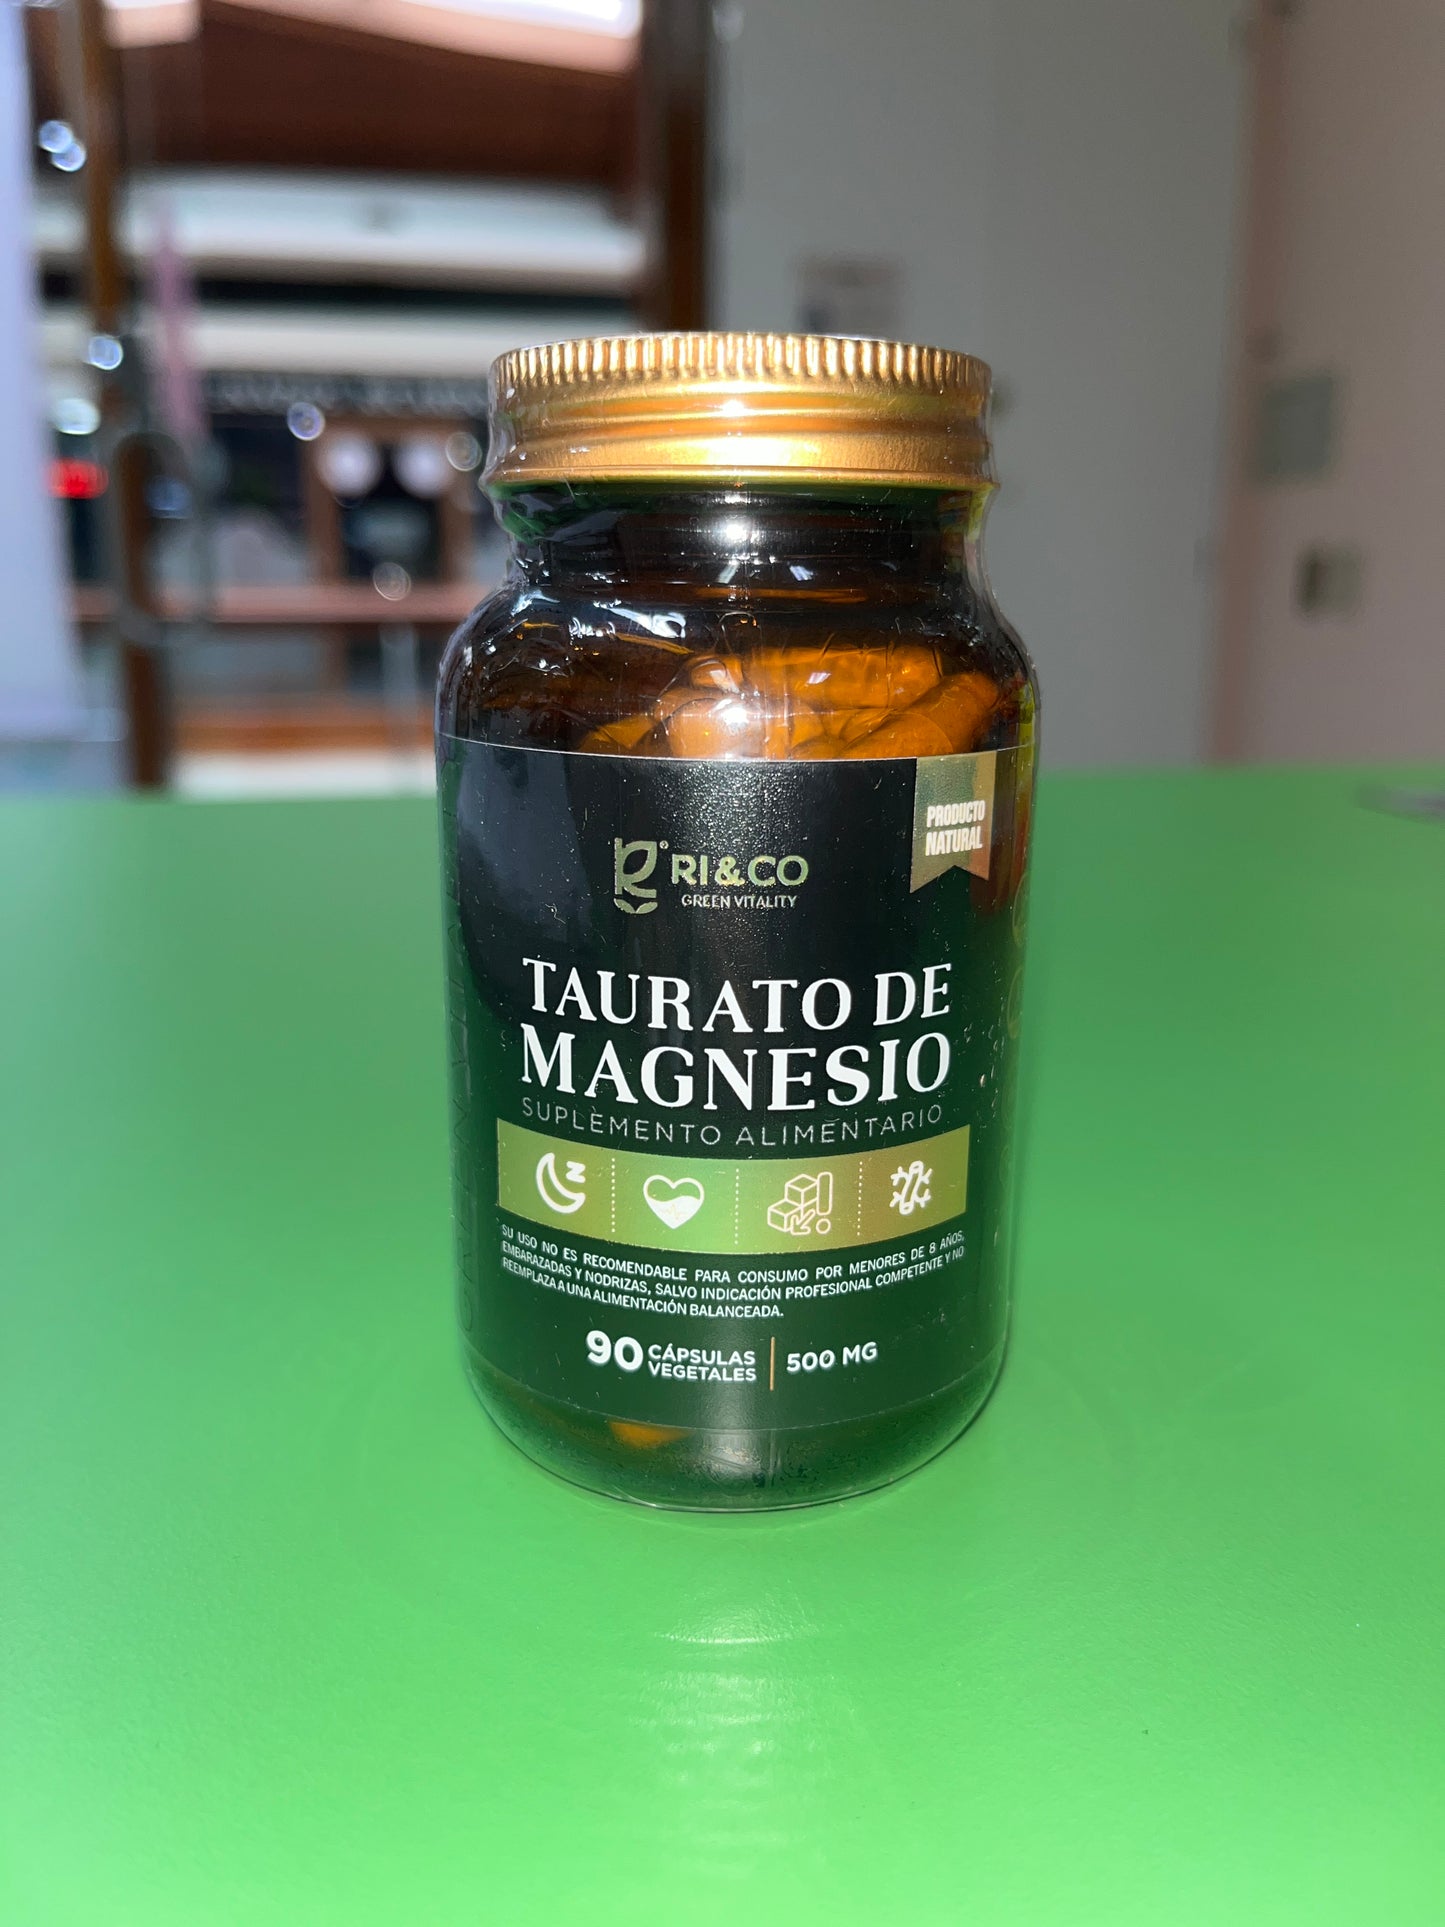 PRODUCTO
NATURAL
RI&CO
GREEN VITALITY
TAURATO DE
MAGNESIO
SUPLEMENTO ALIMENTARIO
SU USO NO ES RECOMENDABLE PARA CONSUMO POR MENORES DE 8 AÑOS,
EMBARAZADAS Y NODRIZAS, SALVO INDICACIÓN PROFESIONAL COMPETENTE Y NO
REEMPLAZA A UNA ALIMENTACIÓN BALANCEADA.
90 CÁPSULAS
VEGETALES
500 MG